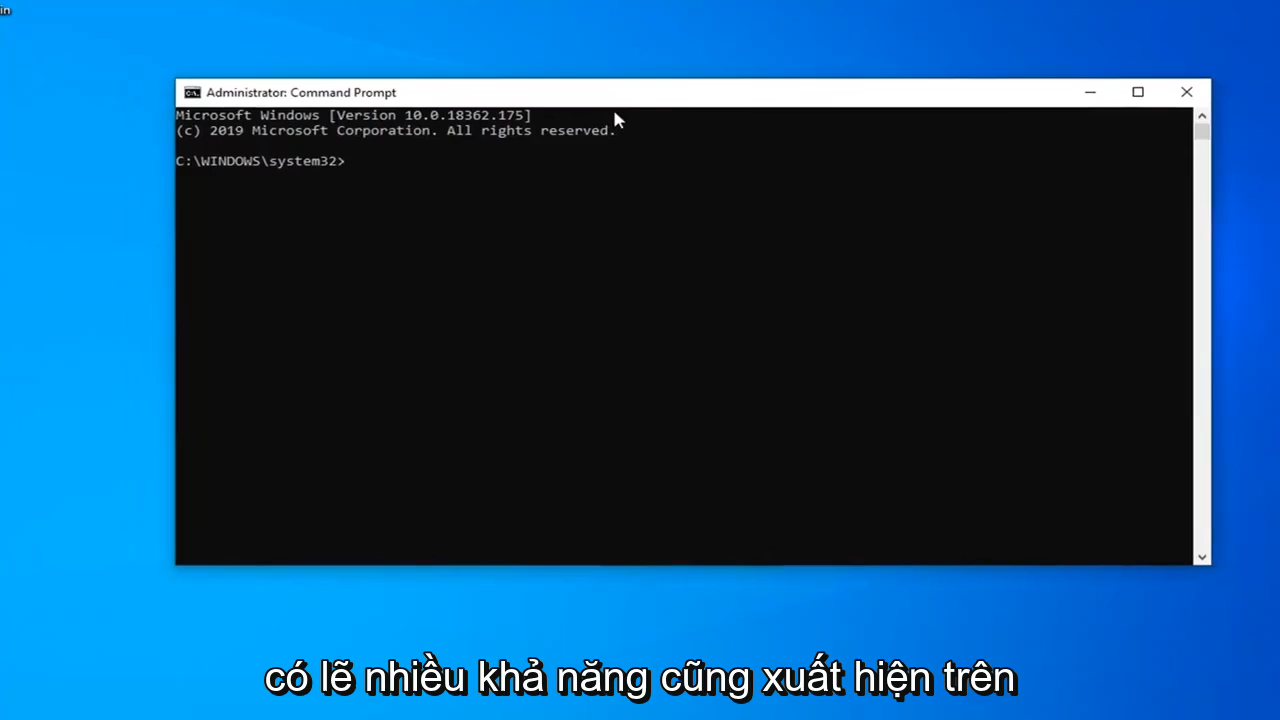 in
Administrator: Command Prompt
Microsoft Windows [Version 10.0.18362.175]
(c) 2019 Microsoft Corporation. All rights reserved.
C:\WINDOWS\system32>
có lẽ nhiều khả năng cũng xuất hiện trên